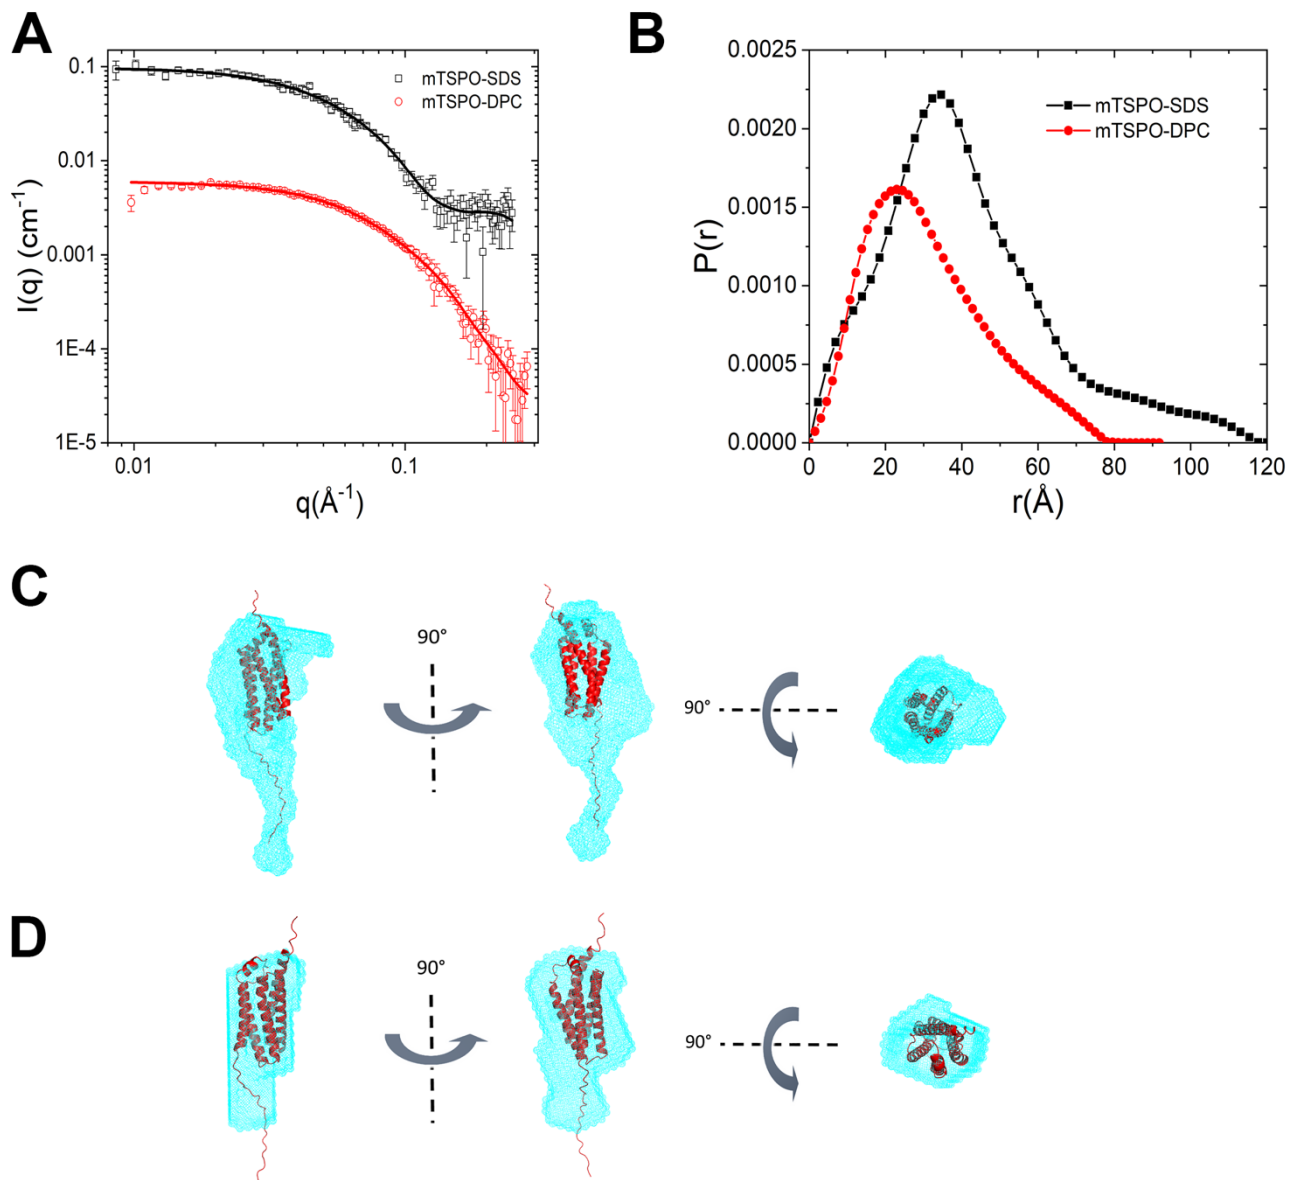 A
0.1
0.01
0.001
1E-4
1E-5
0.01
0.1
I(q) (cm⁻¹)
q(Å⁻¹)
mTSPO-SDS
mTSPO-DPC
B
0.0025
0.0020
0.0015
0.0010
0.0005
0.0000
0
20
40
60
80
100
120
P(r)
r(Å)
mTSPO-SDS
mTSPO-DPC
C
90°
90°
D
90°
90°